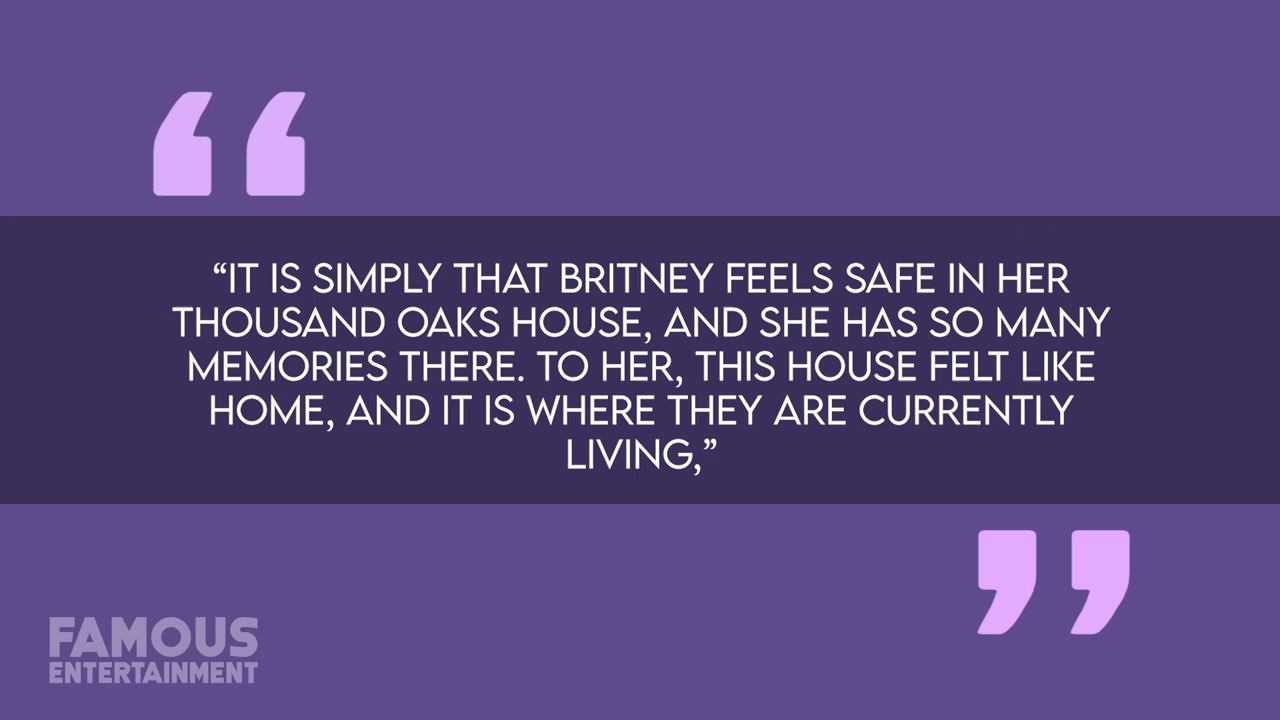 “IT IS SIMPLY THAT BRITNEY FEELS SAFE IN HER
THOUSAND OAKS HOUSE, AND SHE HAS SO MANY
MEMORIES THERE. TO HER, THIS HOUSE FELT LIKE
HOME, AND IT IS WHERE THEY ARE CURRENTLY
LIVING,”
FAMOUS
ENTERTAINMENT